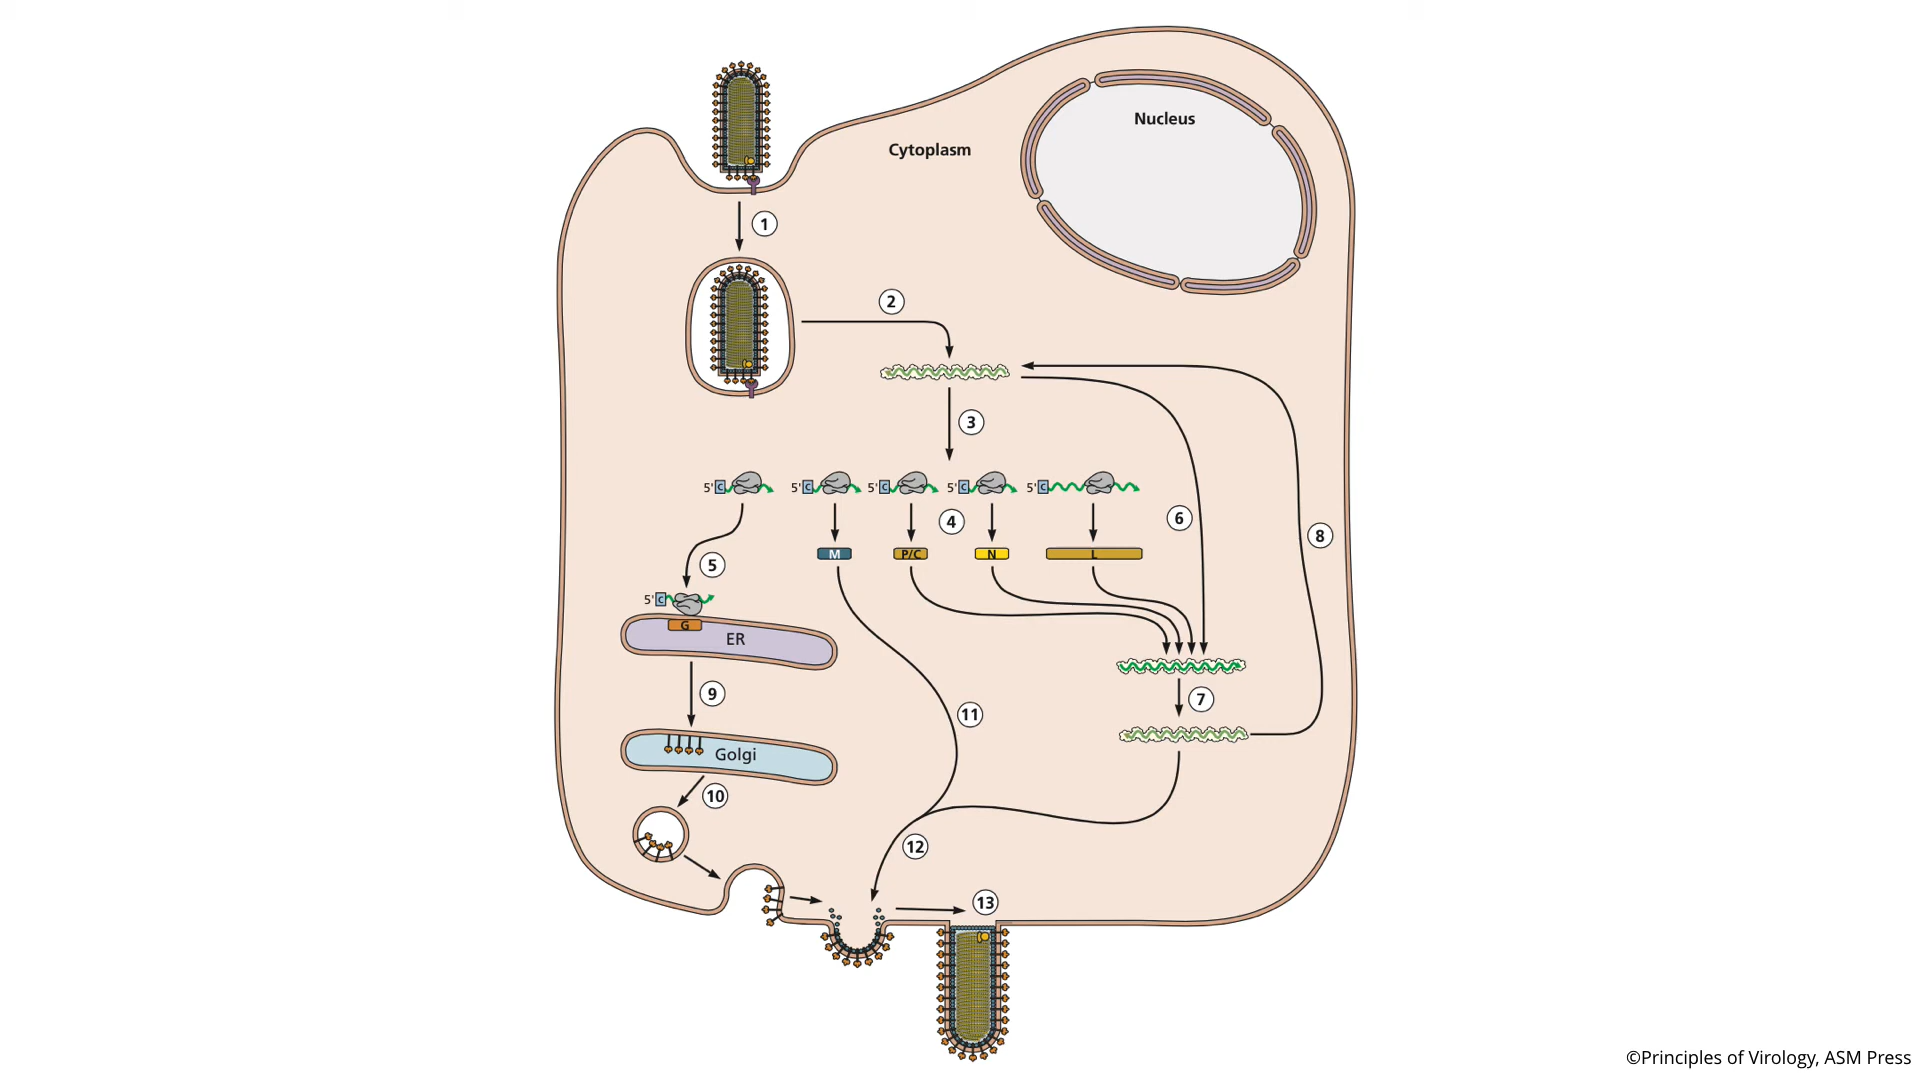 Nucleus
Cytoplasm
1
2
3
5' C
5' C
5' C
5' C
5' C
4
6
8
M
P/C
N
L
5
5' C
G
ER
9
7
11
Golgi
10
12
13
©Principles of Virology, ASM Press